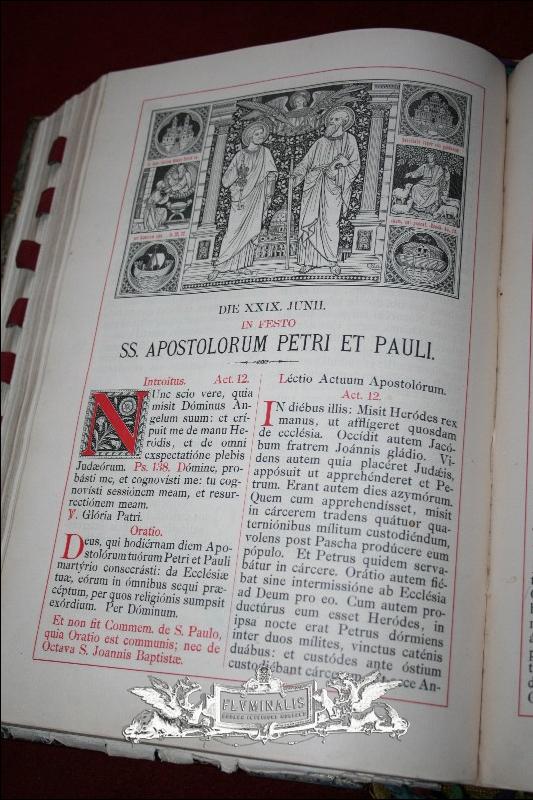 DIE XXIX. JUNII.
IN FESTO
SS. APOSTOLORUM PETRI ET PAULI.
Introitus. Act. 12.
NUnc scio vere, quia
misit Dóminus An-
gelum suum: et erí-
puit me de manu He-
ródis, et de omni
exspectatióne plebis
Judæórum. Ps. 138. Dómine, pro-
básti me, et cognovísti me: tu co-
gnovísti sessiónem meam, et resur-
rectiónem meam.
℣. Glória Patri.
Oratio.
Deus, qui hodiérnam diem Apo-
stolórum tuórum Petri et Pauli
martýrio consecrásti: da Ecclésiæ
tuæ, eórum in ómnibus sequi præ-
céptum, per quos religiónis sumpsit
exórdium. Per Dóminum.
Et non fit Commem. de S. Paulo,
quia Oratio est communis; nec de
Octava S. Joannis Baptistæ.
Léctio Actuum Apostolórum.
Act. 12.
IN diébus illis: Misit Heródes rex
manus, ut afflígeret quosdam
de ecclésia. Occídit autem Jacó-
bum fratrem Joánnis gládio. Vi-
dens autem quia placéret Judǽis,
appósuit ut apprehénderet et Pe-
trum. Erant autem dies azymórum.
Quem cum apprehendísset, misit
in cárcerem tradens quátuor qua-
terniónibus mílitum custodiéndum,
volens post Pascha prodúcere eum
pópulo. Et Petrus quidem serva-
bátur in cárcere. Orátio autem fié-
bat sine intermissióne ab Ecclésia
ad Deum pro eo. Cum autem pro-
ductúrus eum esset Heródes, in
ipsa nocte erat Petrus dórmiens
inter duos mílites, vinctus caténis
duábus: et custódes ante óstium
custodiébant cárcerem. Et ecce An-
FLVMINALIS